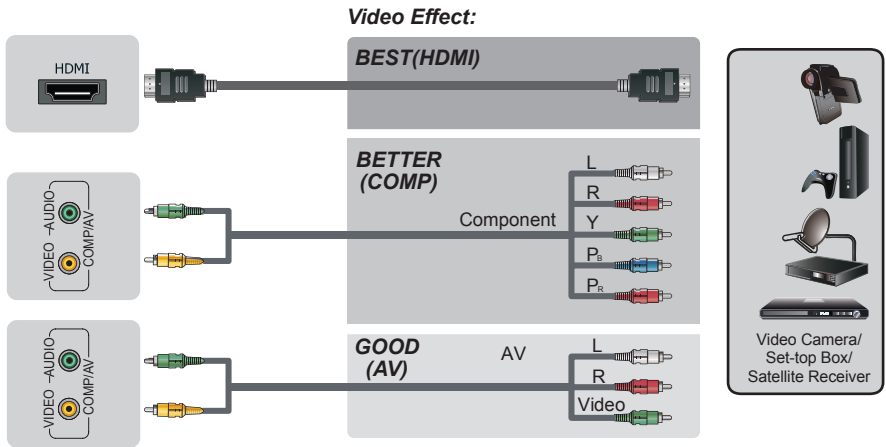 Video Effect:
HDMI
BEST(HDMI)
BETTER
(COMP)
VIDEO
AUDIO
COMP/AV
Component
L
R
Y
PB
PR
GOOD
(AV)
VIDEO
AUDIO
COMP/AV
AV
L
R
Video
Video Camera/
Set-top Box/
Satellite Receiver